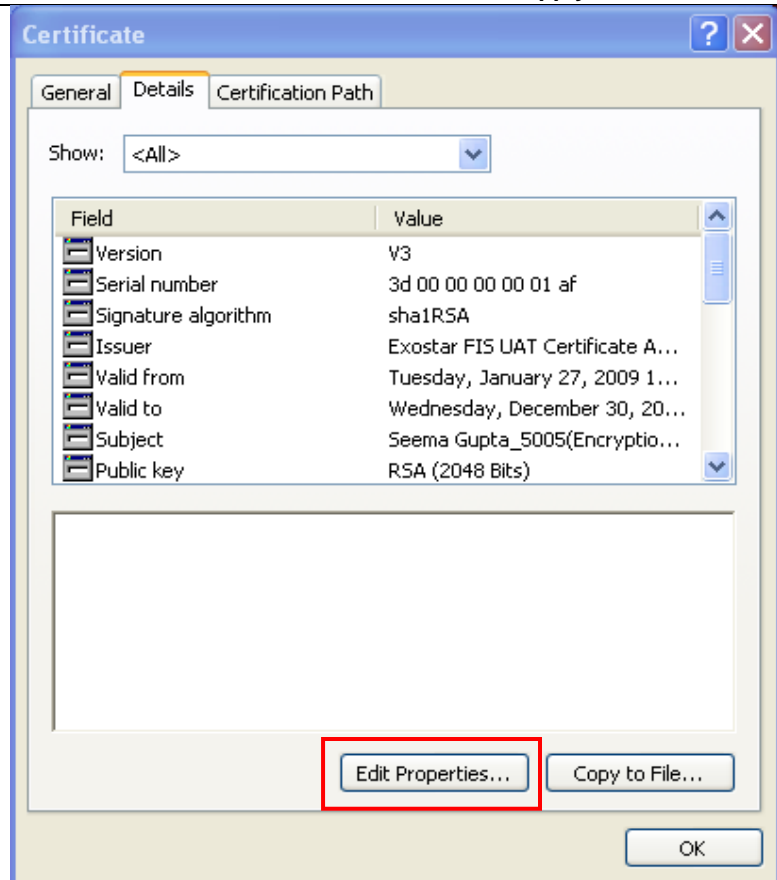 Certificate
General Details Certification Path
Show: <All>
Field Value
Version V3
Serial number 3d 00 00 00 00 01 af
Signature algorithm sha1RSA
Issuer Exostar FIS UAT Certificate A...
Valid from Tuesday, January 27, 2009 1...
Valid to Wednesday, December 30, 20...
Subject Seema Gupta_5005(Encryptio...
Public key RSA (2048 Bits)
Edit Properties... Copy to File...
OK